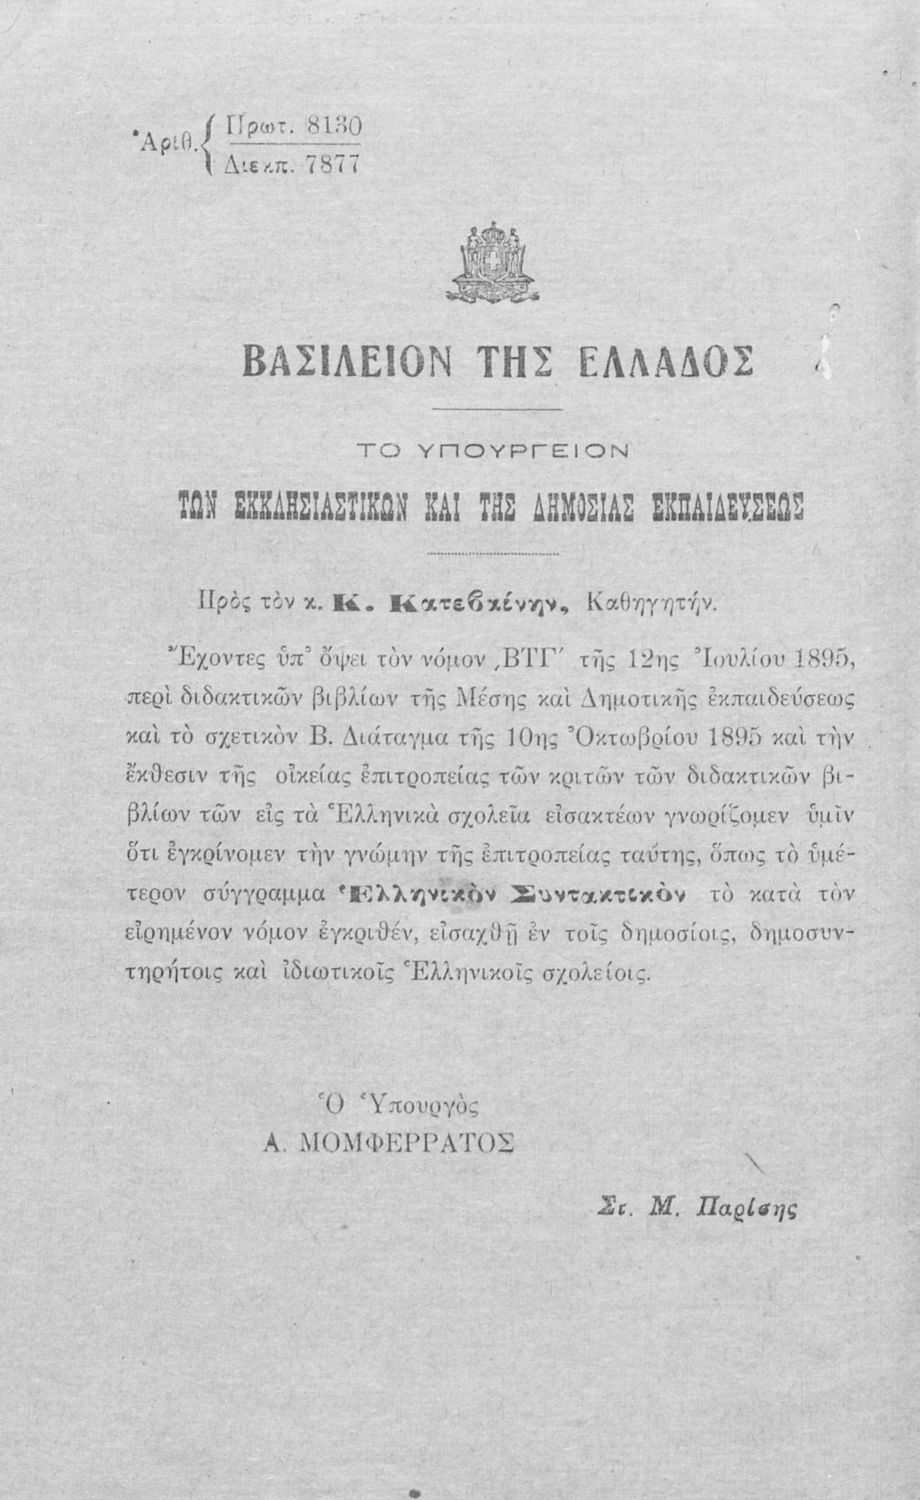 Ἀριθ. { Πρωτ. 8130
Διεκπ. 7877
ΒΑΣΙΛΕΙΟΝ ΤΗΣ ΕΛΛΑΔΟΣ
ΤΟ ΥΠΟΥΡΓΕΙΟΝ
ΤΩΝ ΕΚΚΛΗΣΙΑΣΤΙΚΩΝ ΚΑΙ ΤΗΣ ΔΗΜΟΣΙΑΣ ΕΚΠΑΙΔΕΥΣΕΩΣ
Πρὸς τὸν κ. Κ. Κατεβαίνην, Καθηγητήν.
Ἔχοντες ὑπ᾽ ὄψει τὸν νόμον ͵ΒΤΓʹ τῆς 12ης Ἰουλίου 1895,
περὶ διδακτικῶν βιβλίων τῆς Μέσης καὶ Δημοτικῆς ἐκπαιδεύσεως
καὶ τὸ σχετικὸν Β. Διάταγμα τῆς 10ης Ὀκτωβρίου 1895 καὶ τὴν
ἔκθεσιν τῆς οἰκείας ἐπιτροπείας τῶν κριτῶν τῶν διδακτικῶν βι-
βλίων τῶν εἰς τὰ Ἑλληνικὰ σχολεῖα εἰσακτέων γνωρίζομεν ὑμῖν
ὅτι ἐγκρίνομεν τὴν γνώμην τῆς ἐπιτροπείας ταύτης, ὅπως τὸ ὑμέ-
τερον σύγγραμμα Ἑλληνικὸν Συντακτικὸν τὸ κατὰ τὸν
εἰρημένον νόμον ἐγκριθέν, εἰσαχθῇ ἐν τοῖς δημοσίοις, δημοσυν-
τηρήτοις καὶ ἰδιωτικοῖς Ἑλληνικοῖς σχολείοις.
Ὁ Ὑπουργὸς
Α. ΜΟΜΦΕΡΡΑΤΟΣ
Στ. Μ. Παρίσης